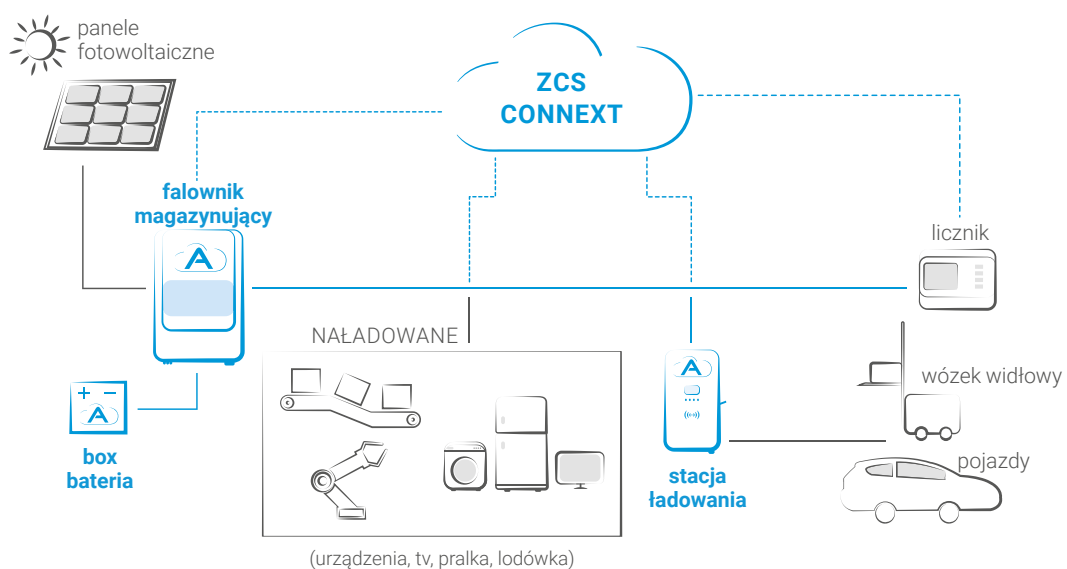 panele
fotowoltaiczne
ZCS
CONNEXT
falownik
magazynujący
licznik
NAŁADOWANE
wózek widłowy
box
bateria
stacja
ładowania
pojazdy
(urządzenia, tv, pralka, lodówka)